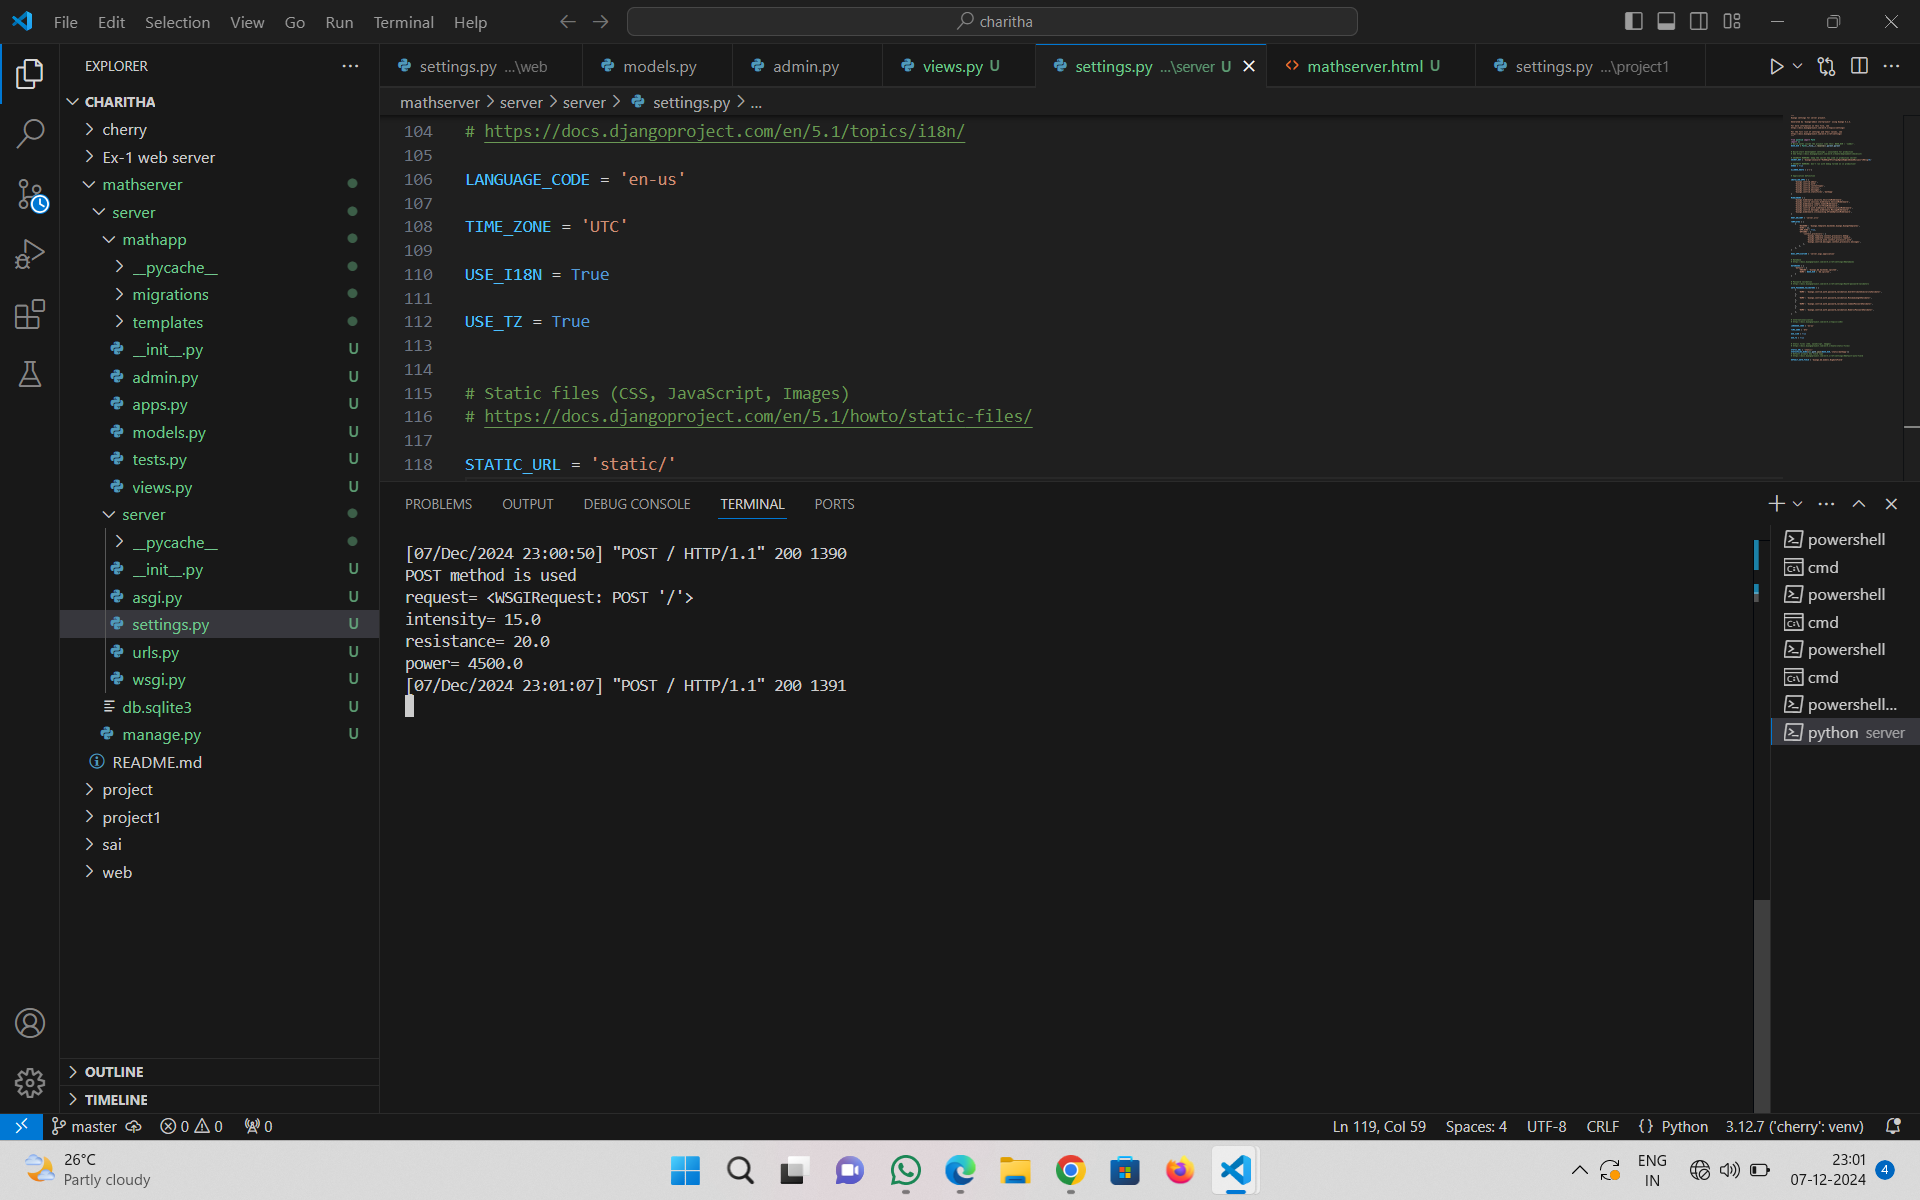 File Edit Selection View Go Run Terminal Help
charitha
EXPLORER
CHARITHA
cherry
Ex-1 web server
mathserver
server
mathapp
__pycache__
migrations
templates
__init__.py U
admin.py U
apps.py U
models.py U
tests.py U
views.py U
server
__pycache__
__init__.py U
asgi.py U
settings.py U
urls.py U
wsgi.py U
db.sqlite3 U
manage.py U
README.md
project
project1
sai
web
OUTLINE
TIMELINE
settings.py ...\web models.py admin.py views.py U settings.py ...\server U mathserver.html U settings.py ...\project1
mathserver > server > server > settings.py > ...
104 # https://docs.djangoproject.com/en/5.1/topics/i18n/
105
106 LANGUAGE_CODE = 'en-us'
107
108 TIME_ZONE = 'UTC'
109
110 USE_I18N = True
111
112 USE_TZ = True
113
114
115 # Static files (CSS, JavaScript, Images)
116 # https://docs.djangoproject.com/en/5.1/howto/static-files/
117
118 STATIC_URL = 'static/'
PROBLEMS OUTPUT DEBUG CONSOLE TERMINAL PORTS
[07/Dec/2024 23:00:50] "POST / HTTP/1.1" 200 1390
POST method is used
request= <WSGIRequest: POST '/'>
intensity= 15.0
resistance= 20.0
power= 4500.0
[07/Dec/2024 23:01:07] "POST / HTTP/1.1" 200 1391
powershell
cmd
powershell
cmd
powershell
cmd
powershell...
python server
master 0 0 0 Ln 119, Col 59 Spaces: 4 UTF-8 CRLF {} Python 3.12.7 ('cherry': venv)
26°C
Partly cloudy
ENG
IN
23:01
07-12-2024
4